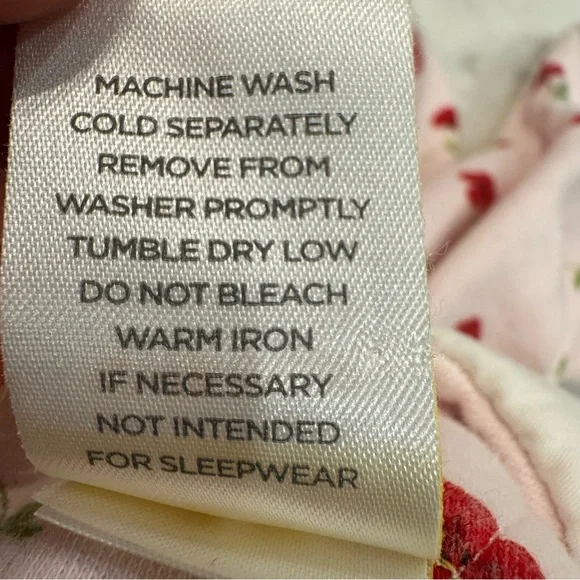 MACHINE WASH
COLD SEPARATELY
REMOVE FROM
WASHER PROMPTLY
TUMBLE DRY LOW
DO NOT BLEACH
WARM IRON
IF NECESSARY
NOT INTENDED
FOR SLEEPWEAR